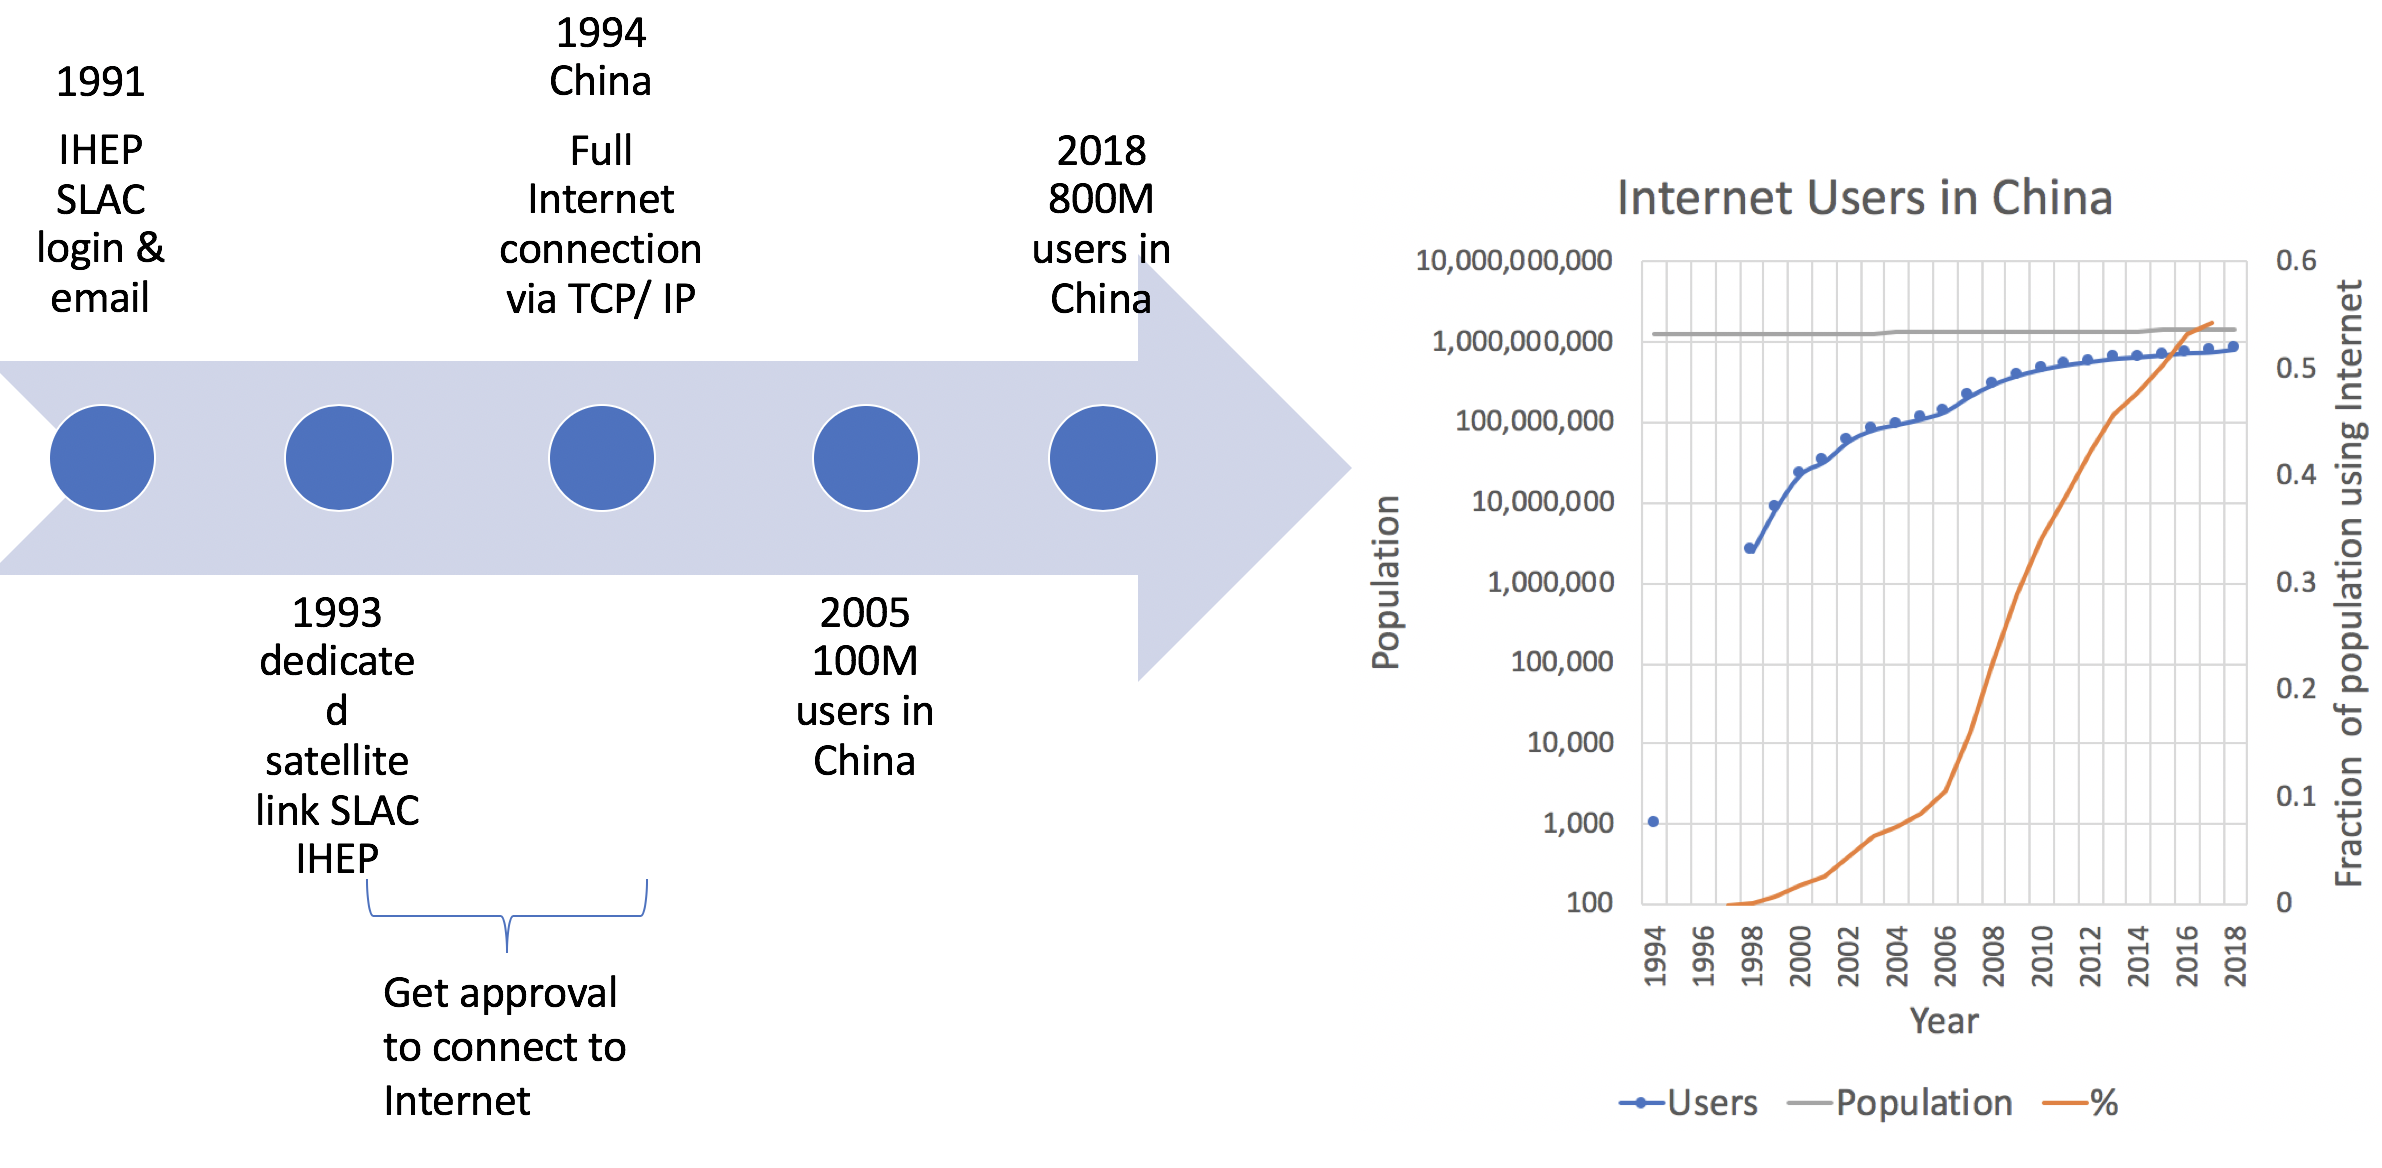 1991
IHEP
SLAC
login &
email
1993
dedicate
d
satellite
link SLAC
IHEP
1994
China
Full
Internet
connection
via TCP/ IP
Get approval
to connect to
Internet
2005
100M
users in
China
2018
800M
users in
China
Internet Users in China
Population
10,000,000,000
1,000,000,000
100,000,000
10,000,000
1,000,000
100,000
10,000
1,000
100
0.6
0.5
0.4
0.3
0.2
0.1
0
Fraction of population using Internet
1994
1996
1998
2000
2002
2004
2006
2008
2010
2012
2014
2016
2018
Year
Users
Population
%